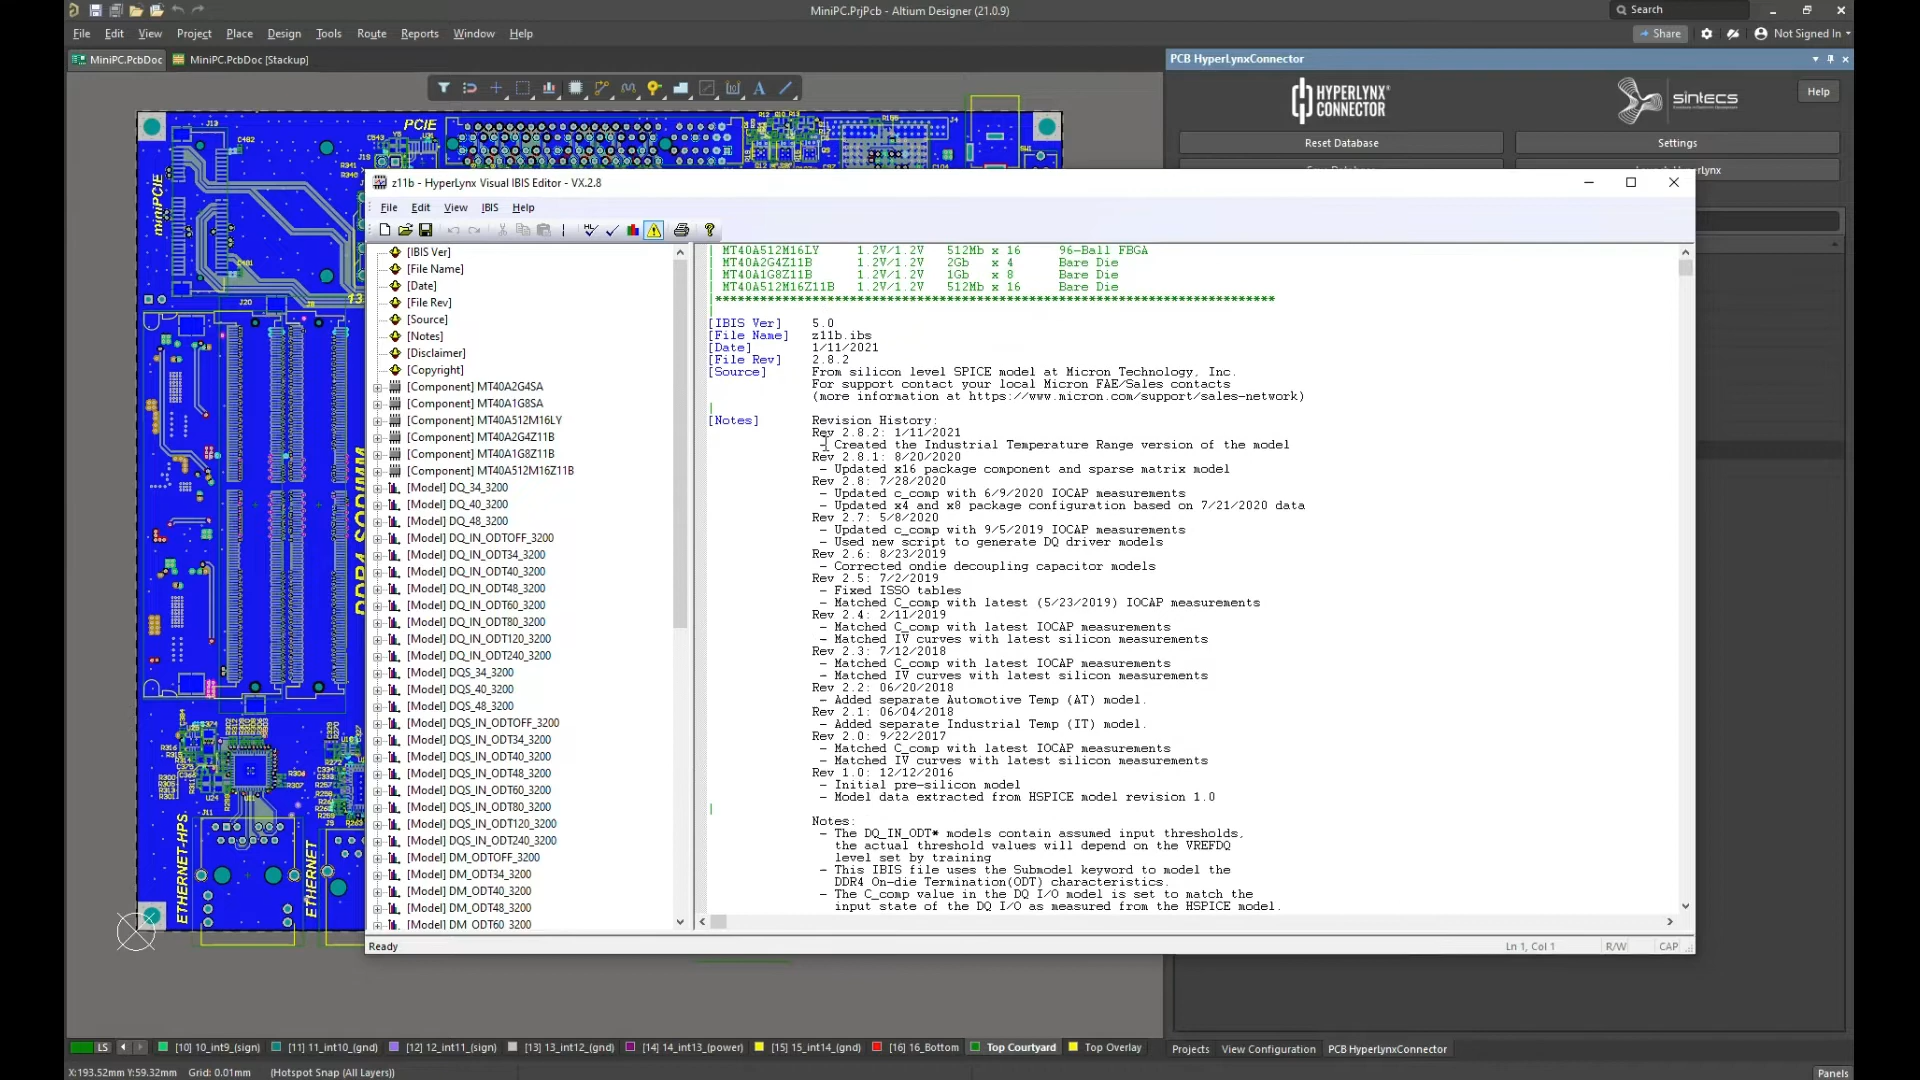 MiniPC.PrjPcb - Altium Designer (21.0.9)
Search
File Edit View Project Place Design Tools Route Reports Window Help
Share
Not Signed In
MiniPC.PcbDoc
MiniPC.PcbDoc [Stackup]
PCB HyperLynxConnector
HYPERLYNX CONNECTOR
sintecs
Help
Reset Database
Settings
PCIE
miniPCIE
z11b - HyperLynx Visual IBIS Editor - VX.2.8
File Edit View IBIS Help
[IBIS Ver]
[File Name]
[Date]
[File Rev]
[Source]
[Notes]
[Disclaimer]
[Copyright]
[Component] MT40A2G4SA
[Component] MT40A1G8SA
[Component] MT40A512M16LY
[Component] MT40A2G4Z11B
[Component] MT40A1G8Z11B
[Component] MT40A512M16Z11B
[Model] DQ_34_3200
[Model] DQ_40_3200
[Model] DQ_48_3200
[Model] DQ_IN_ODTOFF_3200
[Model] DQ_IN_ODT34_3200
[Model] DQ_IN_ODT40_3200
[Model] DQ_IN_ODT48_3200
[Model] DQ_IN_ODT60_3200
[Model] DQ_IN_ODT80_3200
[Model] DQ_IN_ODT120_3200
[Model] DQ_IN_ODT240_3200
[Model] DQS_34_3200
[Model] DQS_40_3200
[Model] DQS_48_3200
[Model] DQS_IN_ODTOFF_3200
[Model] DQS_IN_ODT34_3200
[Model] DQS_IN_ODT40_3200
[Model] DQS_IN_ODT48_3200
[Model] DQS_IN_ODT60_3200
[Model] DQS_IN_ODT80_3200
[Model] DQS_IN_ODT120_3200
[Model] DQS_IN_ODT240_3200
[Model] DM_ODTOFF_3200
[Model] DM_ODT34_3200
[Model] DM_ODT40_3200
[Model] DM_ODT48_3200
[Model] DM_ODT60_3200
MT40A512M16LY 1.2V/1.2V 512Mb x 16 96-Ball FBGA
MT40A2G4Z11B 1.2V/1.2V 2Gb x 4 Bare Die
MT40A1G8Z11B 1.2V/1.2V 1Gb x 8 Bare Die
MT40A512M16Z11B 1.2V/1.2V 512Mb x 16 Bare Die
[IBIS Ver] 5.0
[File Name] z11b.ibs
[Date] 1/11/2021
[File Rev] 2.8.2
[Source] From silicon level SPICE model at Micron Technology, Inc.
For support contact your local Micron FAE/Sales contacts
(more information at https://www.micron.com/support/sales-network)
[Notes] Revision History:
Rev 2.8.2: 1/11/2021
- Created the Industrial Temperature Range version of the model
Rev 2.8.1: 8/20/2020
- Updated x16 package component and sparse matrix model
Rev 2.8: 7/28/2020
- Updated c_comp with 6/9/2020 IOCAP measurements
- Updated x4 and x8 package configuration based on 7/21/2020 data
Rev 2.7: 5/8/2020
- Updated c_comp with 9/5/2019 IOCAP measurements
- Used new script to generate DQ driver models
Rev 2.6: 8/23/2019
- Corrected ondie decoupling capacitor models
Rev 2.5: 7/2/2019
- Fixed ISSO tables
- Matched C_comp with latest (5/23/2019) IOCAP measurements
Rev 2.4: 2/11/2019
- Matched C_comp with latest IOCAP measurements
- Matched IV curves with latest silicon measurements
Rev 2.3: 7/12/2018
- Matched C_comp with latest IOCAP measurements
- Matched IV curves with latest silicon measurements
Rev 2.2: 06/20/2018
- Added separate Automotive Temp (AT) model.
Rev 2.1: 06/04/2018
- Added separate Industrial Temp (IT) model.
Rev 2.0: 9/22/2017
- Matched C_comp with latest IOCAP measurements
- Matched IV curves with latest silicon measurements
Rev 1.0: 12/12/2016
- Initial pre-silicon model
- Model data extracted from HSPICE model revision 1.0
Notes:
- The DQ_IN_ODT* models contain assumed input thresholds,
the actual threshold values will depend on the VREFDQ
level set by training
- This IBIS file uses the Submodel keyword to model the
DDR4 On-die Termination(ODT) characteristics.
- The C_comp value in the DQ I/O model is set to match the
input state of the DQ I/O as measured from the HSPICE model.
Ready
Ln 1, Col 1 R/W CAP
ETHERNET-HPS
ETHERNET
LS
[10] 10_int9_(sign)
[11] 11_int10_(gnd)
[12] 12_int11_(sign)
[13] 13_int12_(gnd)
[14] 14_int13_(power)
[15] 15_int14_(gnd)
[16] 16_Bottom
Top Courtyard
Top Overlay
Projects
View Configuration
PCB HyperLynxConnector
X:193.52mm Y:59.32mm Grid: 0.01mm (Hotspot Snap (All Layers))
Panels